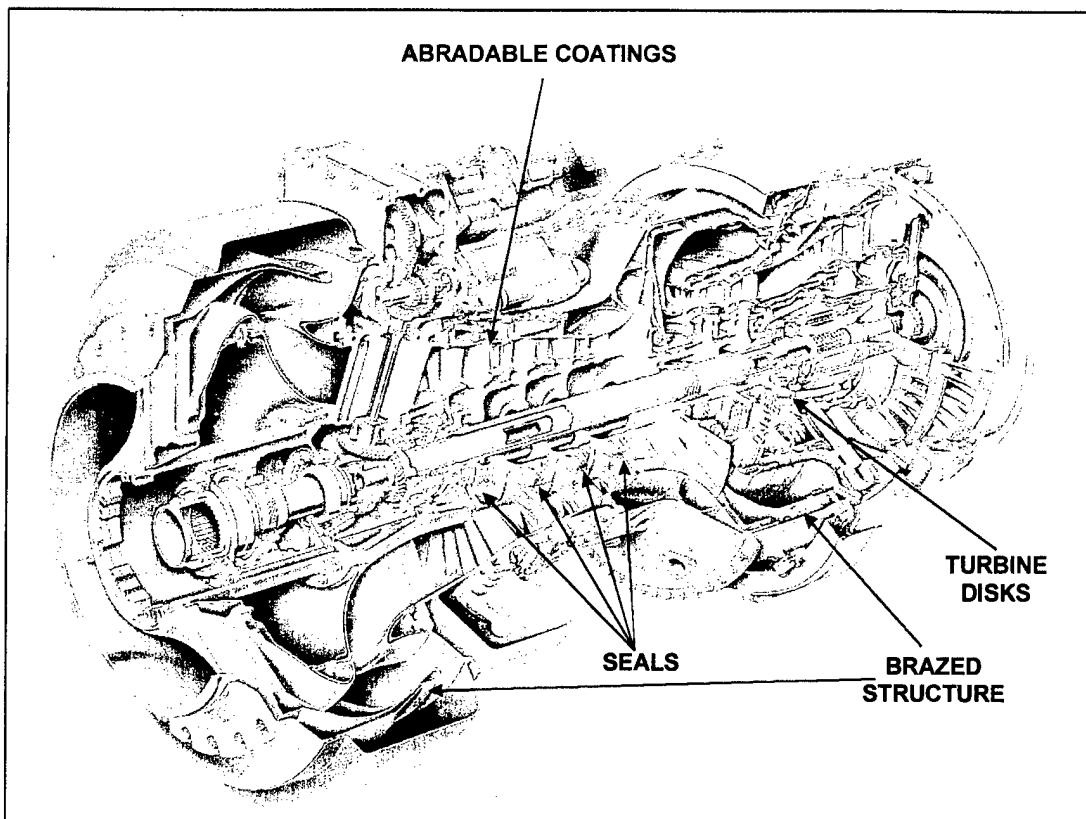 ABRADABLE COATINGS
TURBINE
DISKS
SEALS
BRAZED
STRUCTURE